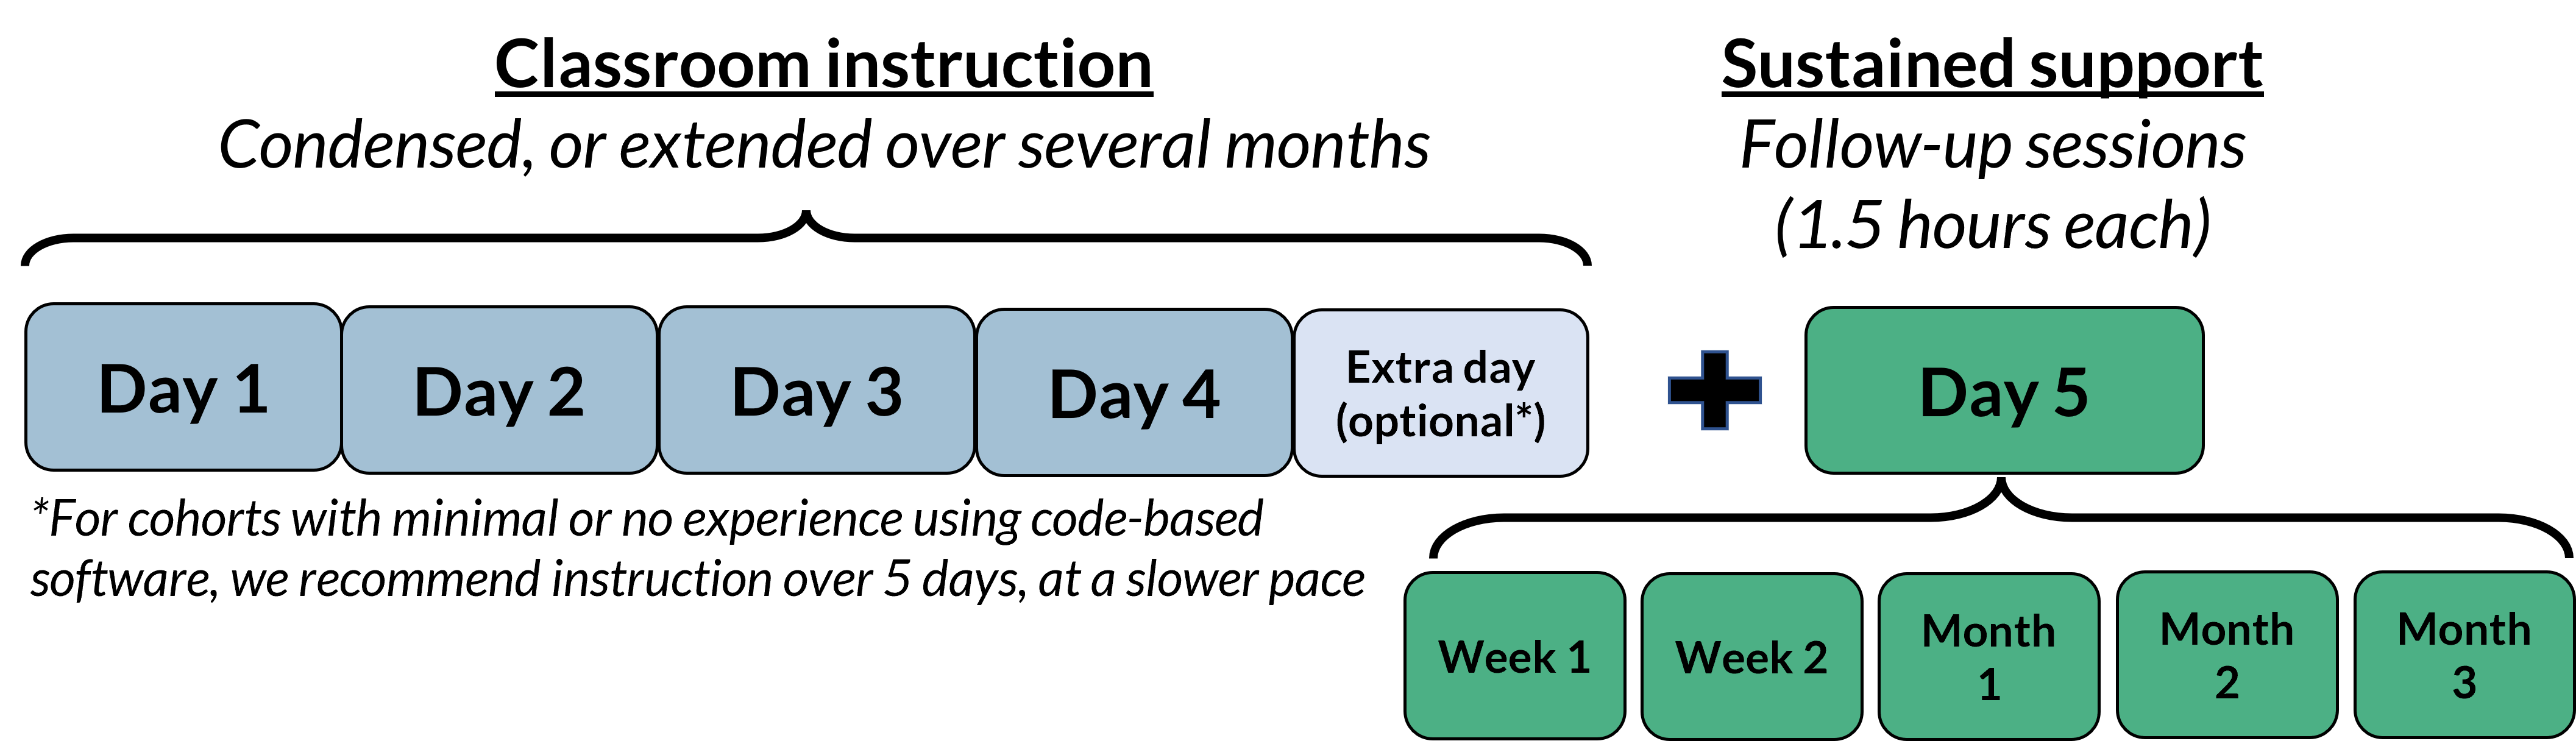 Classroom instruction
Condensed, or extended over several months
Sustained support
Follow-up sessions
(1.5 hours each)
Day 1
Day 2
Day 3
Day 4
Extra day
(optional*)
Day 5
*For cohorts with minimal or no experience using code-based
software, we recommend instruction over 5 days, at a slower pace
Week 1
Week 2
Month
1
Month
2
Month
3